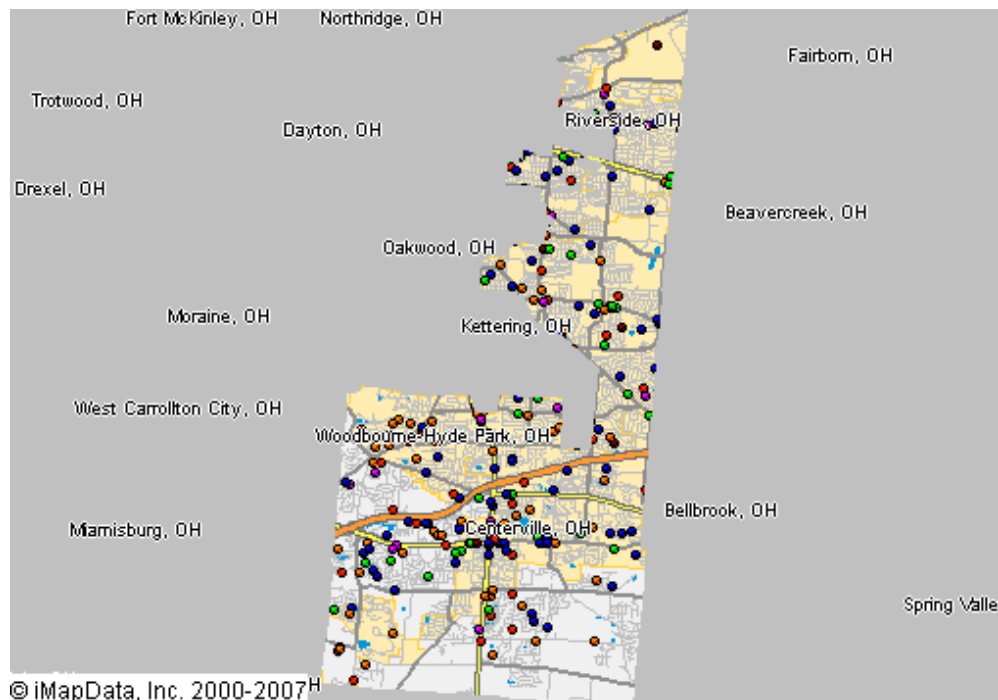 Fort McKinley, OH
Northridge, OH
Fairborn, OH
Trotwood, OH
Riverside, OH
Dayton, OH
Drexel, OH
Beavercreek, OH
Oakwood, OH
Moraine, OH
Kettering, OH
West Carrollton City, OH
Woodbourne-Hyde Park, OH
Bellbrook, OH
Miamisburg, OH
Centerville, OH
Spring Valle
© iMapData, Inc. 2000-2007
H